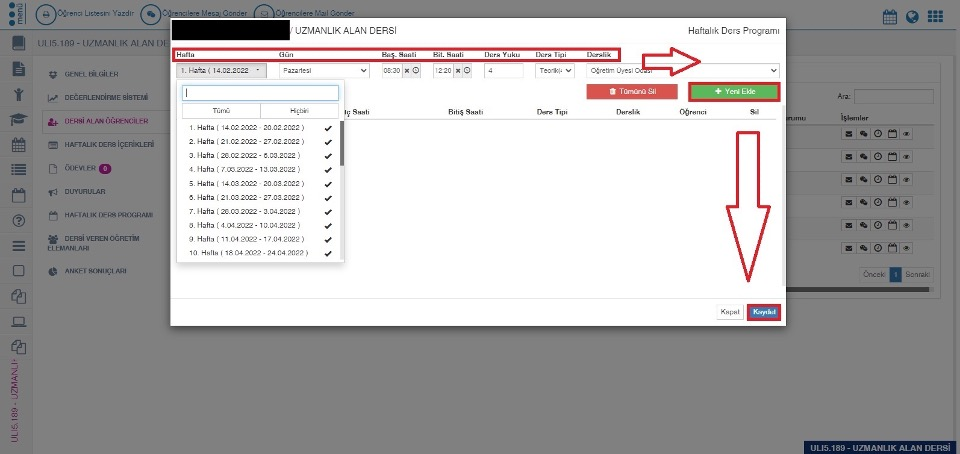 menü
Öğrenci Listesini Yazdır
Öğrencilere Mesaj Gönder
Öğrencilere Mail Gönder
/ UZMANLIK ALAN DERSİ
Haftalık Ders Programı
ULI5.189 - UZMANLIK ALAN DE
Hafta Gün Baş. Saati Bit. Saati Ders Yuku Ders Tipi Derslik
1. Hafta ( 14.02.2022 Pazartesi 08:30 12:20 4 Teorik(4 Öğretim Üyesi Odası
Tümünü Sil
Yeni Ekle
Tümü Hiçbiri
Saati Bitiş Saati Ders Tipi Derslik Öğrenci Sil
1. Hafta ( 14.02.2022 - 20.02.2022 )
2. Hafta ( 21.02.2022 - 27.02.2022 )
3. Hafta ( 28.02.2022 - 6.03.2022 )
4. Hafta ( 7.03.2022 - 13.03.2022 )
5. Hafta ( 14.03.2022 - 20.03.2022 )
6. Hafta ( 21.03.2022 - 27.03.2022 )
7. Hafta ( 28.03.2022 - 3.04.2022 )
8. Hafta ( 4.04.2022 - 10.04.2022 )
9. Hafta ( 11.04.2022 - 17.04.2022 )
10. Hafta ( 18.04.2022 - 24.04.2022 )
Kapat
Kaydet
GENEL BİLGİLER
DEĞERLENDİRME SİSTEMİ
DERSİ ALAN ÖĞRENCİLER
HAFTALIK DERS İÇERİKLERİ
ÖDEVLER 0
DUYURULAR
HAFTALIK DERS PROGRAMI
DERSİ VEREN ÖĞRETİM
ELEMANLARI
ANKET SONUÇLARI
Ara:
urumu İşlemler
Önceki 1 Sonraki
ULI5.189 - UZMANLIK
ULI5.189 - UZMANLIK ALAN DERSİ